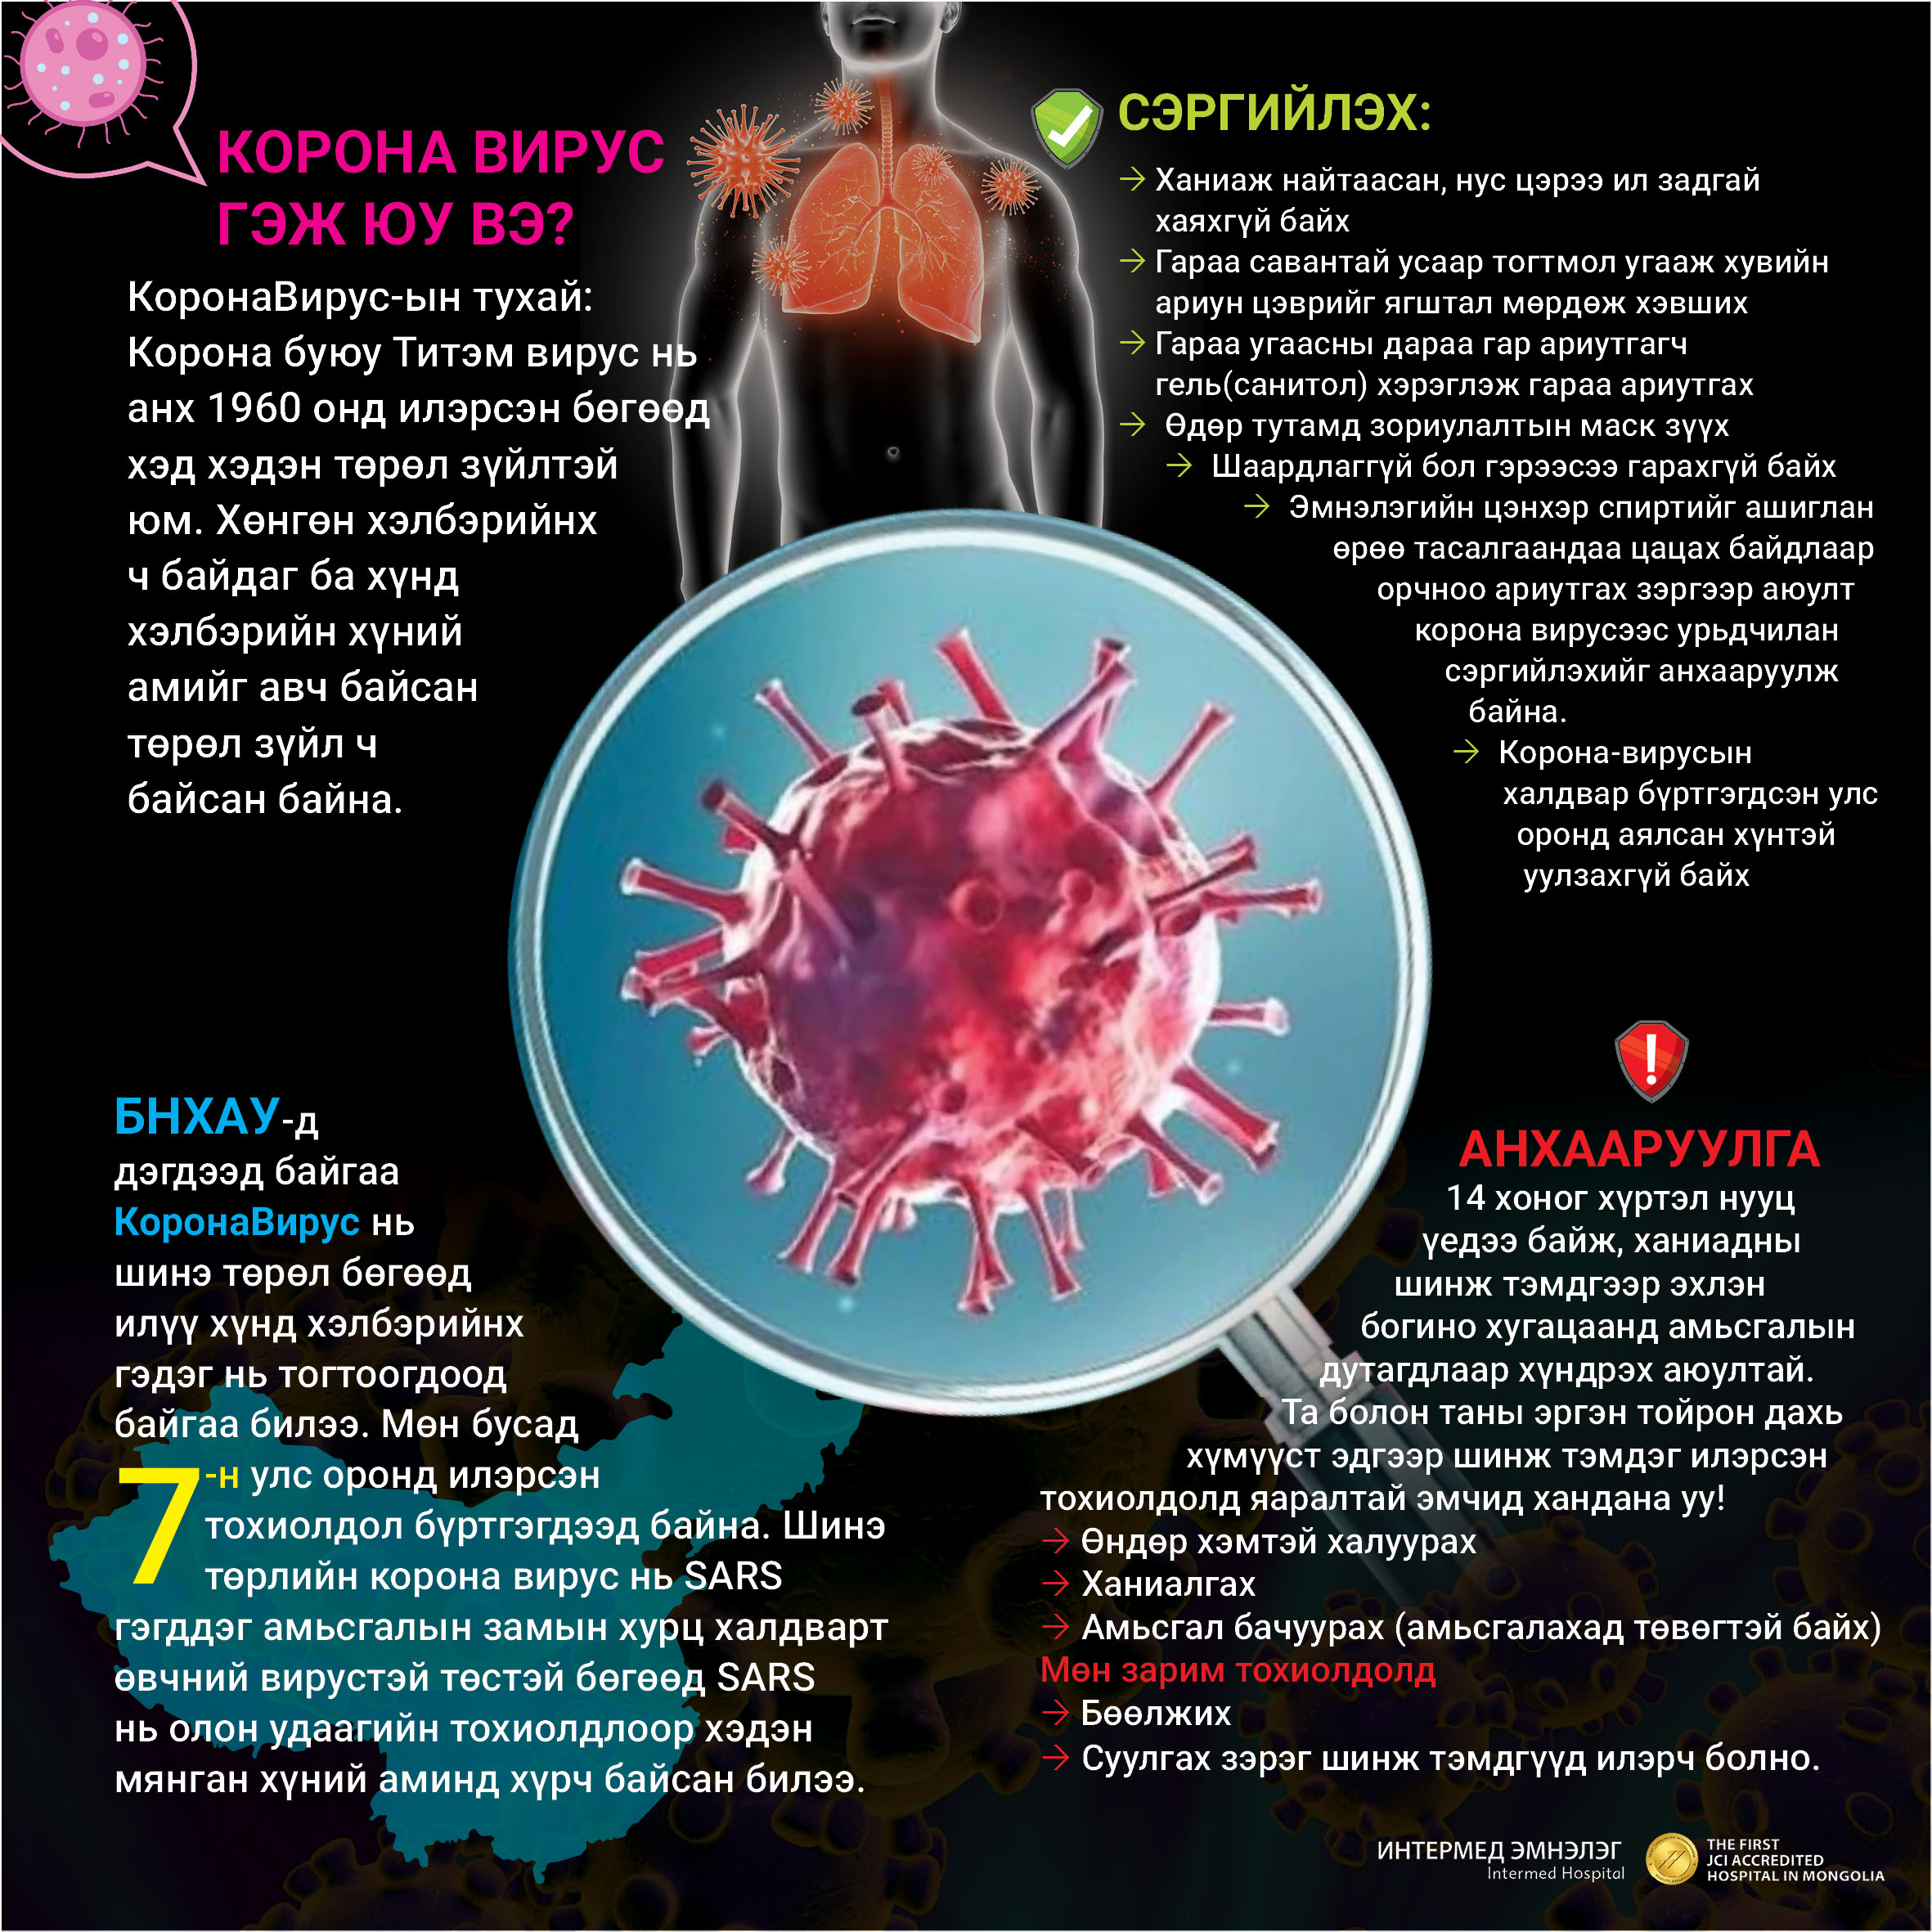 КОРОНА ВИРУС
ГЭЖ ЮУ ВЭ?
КоронаВирус-ын тухай:
Корона буюу Титэм вирус нь
анх 1960 онд илэрсэн бөгөөд
хэд хэдэн төрөл зүйлтэй
юм. Хөнгөн хэлбэрийнх
ч байдаг ба хүнд
хэлбэрийн хүний
амийг авч байсан
төрөл зүйл ч
байсан байна.
СЭРГИЙЛЭХ:
→ Ханиаж найтаасан, нус цэрээ ил задгай
хаяхгүй байх
→ Гараа савантай усаар тогтмол угааж хувийн
ариун цэврийг ягштал мөрдөж хэвших
→ Гараа угаасны дараа гар ариутгагч
гель(санитол) хэрэглэж гараа ариутгах
→ Өдөр тутамд зориулалтын маск зүүх
→ Шаардлаггүй бол гэрээсээ гарахгүй байх
→ Эмнэлэгийн цэнхэр спиртийг ашиглан
өрөө тасалгаандаа цацах байдлаар
орчноо ариутгах зэргээр аюулт
корона вирусээс урьдчилан
сэргийлэхийг анхааруулж
байна.
→ Корона-вирусын
халдвар бүртгэгдсэн улс
оронд аялсан хүнтэй
уулзахгүй байх
БНХАУ-д
дэгдээд байгаа
КоронаВирус нь
шинэ төрөл бөгөөд
илүү хүнд хэлбэрийнх
гэдэг нь тогтоогдоод
байгаа билээ. Мөн бусад
7-н улс оронд илэрсэн
тохиолдол бүртгэгдээд байна. Шинэ
төрлийн корона вирус нь SARS
гэгддэг амьсгалын замын хурц халдварт
өвчний вирустэй төстэй бөгөөд SARS
нь олон удаагийн тохиолдлоор хэдэн
мянган хүний аминд хүрч байсан билээ.
АНХААРУУЛГА
14 хоног хүртэл нууц
үедээ байж, ханиадны
шинж тэмдгээр эхлэн
богино хугацаанд амьсгалын
дутагдлаар хүндрэх аюултай.
Та болон таны эргэн тойрон дахь
хүмүүст эдгээр шинж тэмдэг илэрсэн
тохиолдолд яаралтай эмчид хандана уу!
→ Өндөр хэмтэй халуурах
→ Ханиалгах
→ Амьсгал бачуурах (амьсгалахад төвөгтэй байх)
Мөн зарим тохиолдолд
→ Бөөлжих
→ Суулгах зэрэг шинж тэмдгүүд илэрч болно.
ИНТЕРМЕД ЭМНЭЛЭГ
Intermed Hospital
THE FIRST
JCI ACCREDITED
HOSPITAL IN MONGOLIA